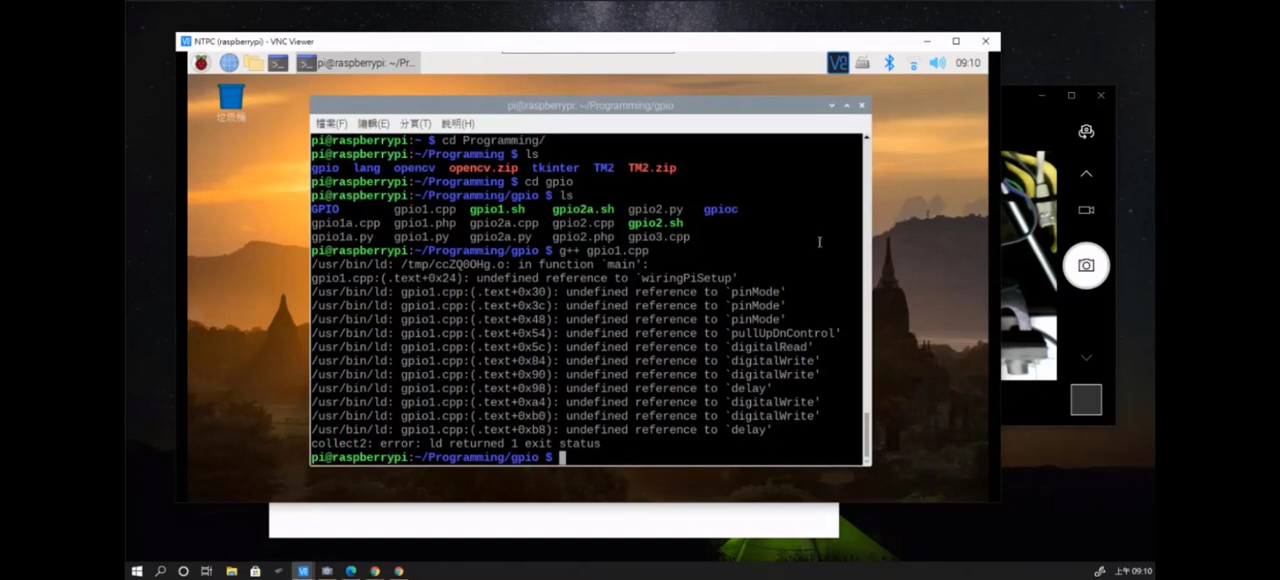 NTPC (raspberrypi) - VNC Viewer
pi@raspberrypi: ~/Pr...
09:10
垃圾桶
pi@raspberrypi: ~/Programming/gpio
檔案(F) 編輯(E) 分頁(T) 說明(H)
pi@raspberrypi:~ $ cd Programming/
pi@raspberrypi:~/Programming $ ls
gpio lang opencv opencv.zip tkinter TM2 TM2.zip
pi@raspberrypi:~/Programming $ cd gpio
pi@raspberrypi:~/Programming/gpio $ ls
GPIO gpio1.cpp gpio1.sh gpio2a.sh gpio2.py gpioc
gpio1a.cpp gpio1.php gpio2a.cpp gpio2.cpp gpio2.sh
gpio1a.py gpio1.py gpio2a.py gpio2.php gpio3.cpp
pi@raspberrypi:~/Programming/gpio $ g++ gpio1.cpp
/usr/bin/ld: /tmp/ccZQ0OHg.o: in function `main':
gpio1.cpp:(.text+0x24): undefined reference to `wiringPiSetup'
/usr/bin/ld: gpio1.cpp:(.text+0x30): undefined reference to `pinMode'
/usr/bin/ld: gpio1.cpp:(.text+0x3c): undefined reference to `pinMode'
/usr/bin/ld: gpio1.cpp:(.text+0x48): undefined reference to `pinMode'
/usr/bin/ld: gpio1.cpp:(.text+0x54): undefined reference to `pullUpDnControl'
/usr/bin/ld: gpio1.cpp:(.text+0x5c): undefined reference to `digitalRead'
/usr/bin/ld: gpio1.cpp:(.text+0x84): undefined reference to `digitalWrite'
/usr/bin/ld: gpio1.cpp:(.text+0x90): undefined reference to `digitalWrite'
/usr/bin/ld: gpio1.cpp:(.text+0x98): undefined reference to `delay'
/usr/bin/ld: gpio1.cpp:(.text+0xa4): undefined reference to `digitalWrite'
/usr/bin/ld: gpio1.cpp:(.text+0xb0): undefined reference to `digitalWrite'
/usr/bin/ld: gpio1.cpp:(.text+0xb8): undefined reference to `delay'
collect2: error: ld returned 1 exit status
pi@raspberrypi:~/Programming/gpio $
上午 09:10